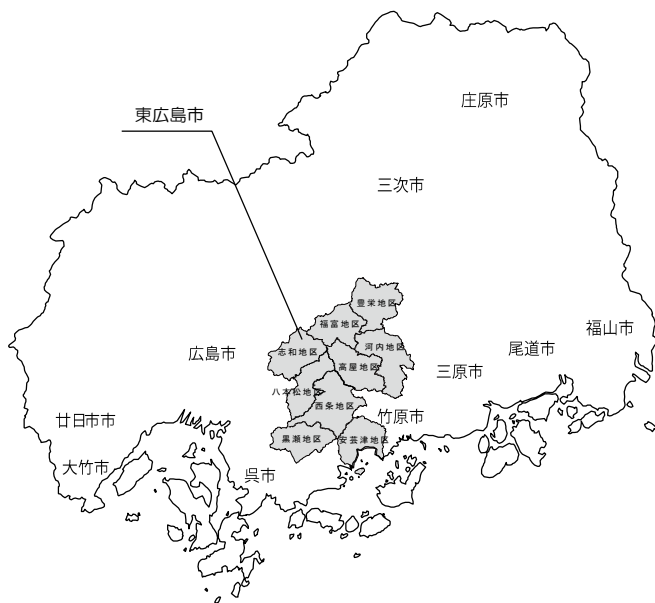 庄原市
東広島市
三次市
豊栄地区
福富地区
福山市
河内地区
尾道市
志和地区
広島市
高屋地区
三原市
八本松地区
西条地区
竹原市
廿日市市
黒瀬地区
安芸津地区
大竹市
呉市